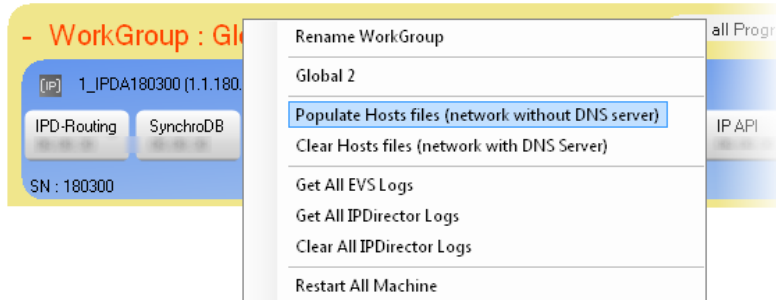 - WorkGroup : Gl
all Progr
Rename WorkGroup
Global 2
[IP] 1_IPDA180300 (1.1.180.
Populate Hosts files (network without DNS server)
IPD-Routing SynchroDB IP API
Clear Hosts files (network with DNS Server)
SN : 180300
Get All EVS Logs
Get All IPDirector Logs
Clear All IPDirector Logs
Restart All Machine